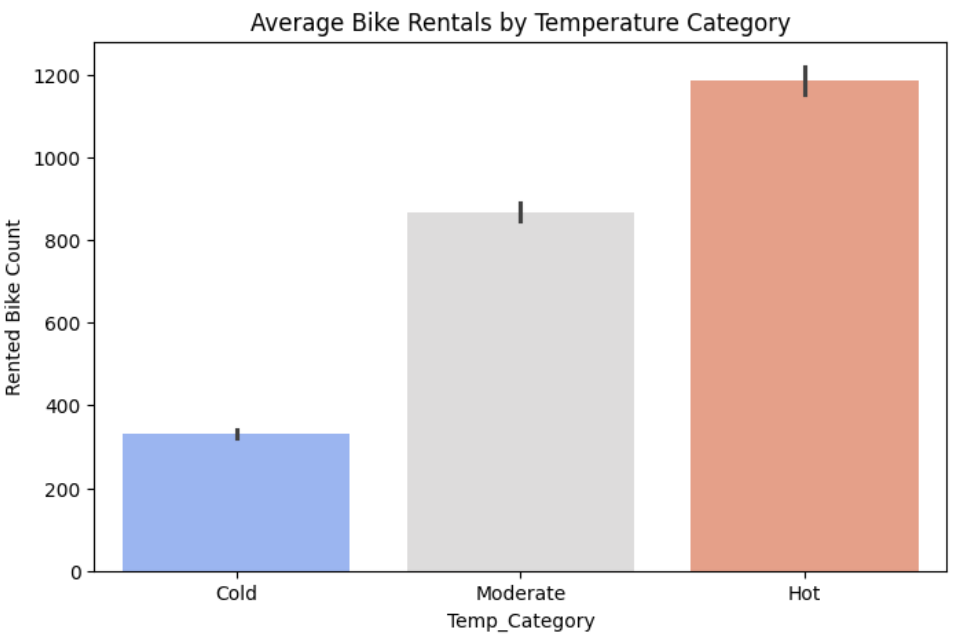 Average Bike Rentals by Temperature Category
1200
1000
800
600
400
200
0
Rented Bike Count
Cold Moderate Hot
Temp_Category